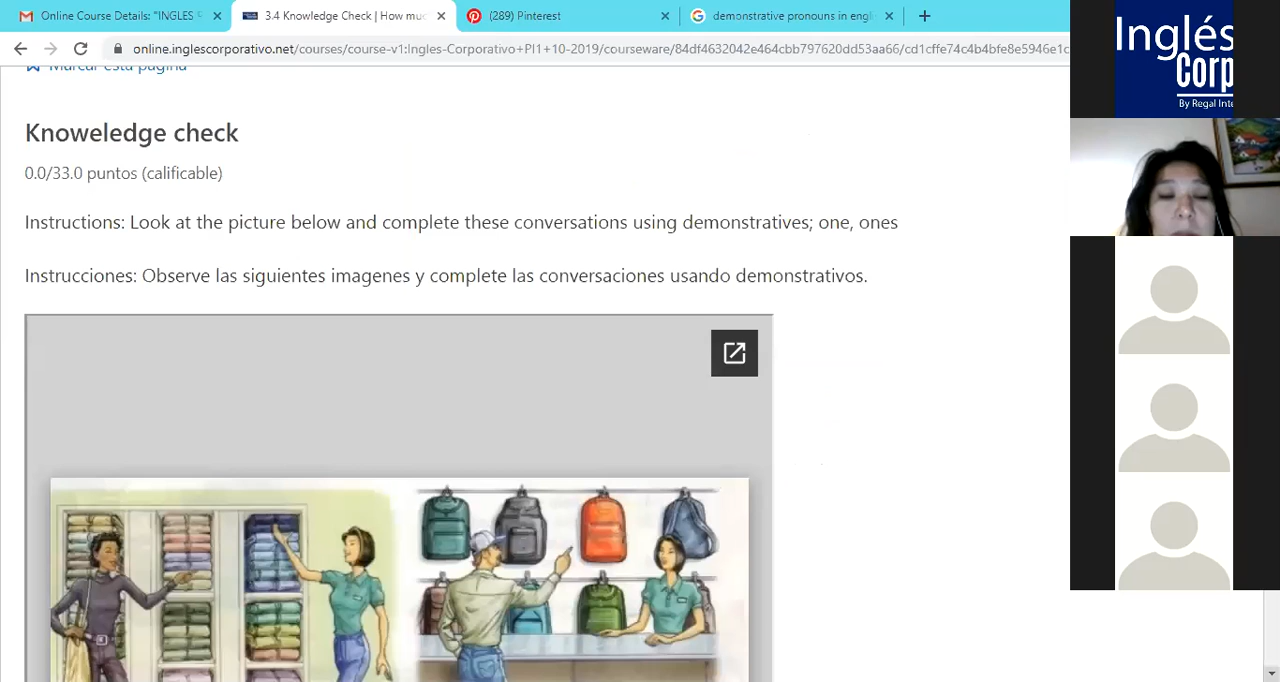 Online Course Details: "INGLES
3.4 Knowledge Check | How muc
(289) Pinterest
demonstrative pronouns in engli
online.inglescorporativo.net/courses/course-v1:Ingles-Corporativo+PI1+10-2019/courseware/84df4632042e464cbb797620dd53aa66/cd1cffe74c4b4bfe8e5946e1c
Inglés
Corp
By Regal Inte
Marcar esta página
Knoweledge check
0.0/33.0 puntos (calificable)
Instructions: Look at the picture below and complete these conversations using demonstratives; one, ones
Instrucciones: Observe las siguientes imagenes y complete las conversaciones usando demonstrativos.